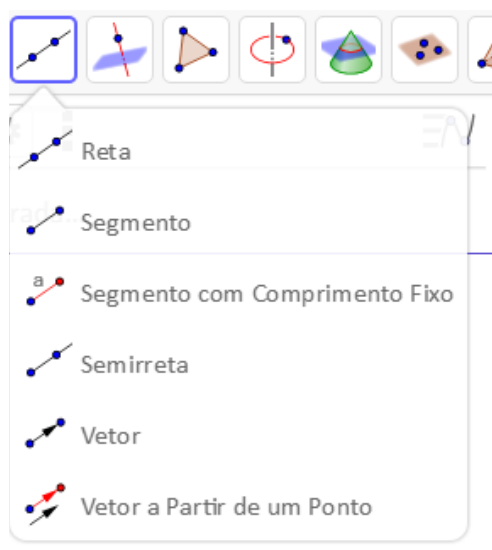 Reta
Segmento
a
Segmento com Comprimento Fixo
Semirreta
Vetor
Vetor a Partir de um Ponto